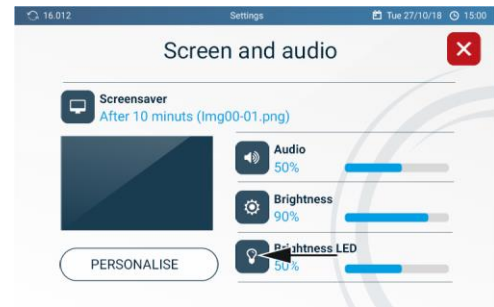 16.012 Settings Tue 27/10/18 15:00
Screen and audio
Screensaver
After 10 minuts (Img00-01.png)
Audio
50%
Brightness
90%
Brightness LED
50%
PERSONALISE